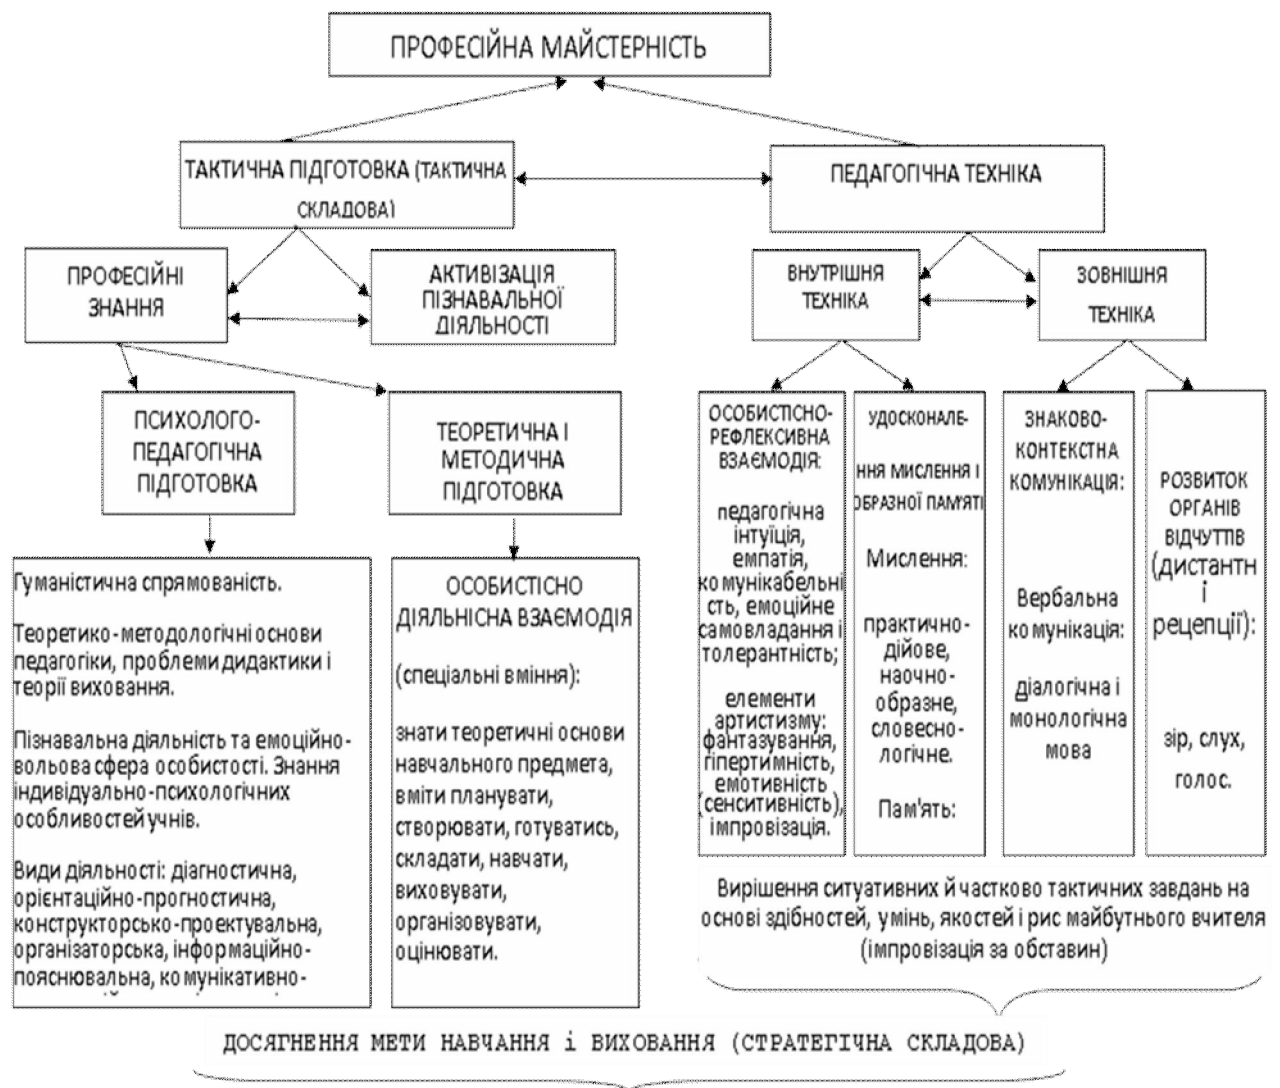 ПРОФЕСІЙНА МАЙСТЕРНІСТЬ
ТАКТИЧНА ПІДГОТОВКА (ТАКТИЧНА
СКЛАДОВА)
ПЕДАГОГІЧНА ТЕХНІКА
ПРОФЕСІЙНІ
ЗНАННЯ
АКТИВІЗАЦІЯ
ПІЗНАВАЛЬНОЇ
ДІЯЛЬНОСТІ
ВНУТРІШНЯ
ТЕХНІКА
ЗОВНІШНЯ
ТЕХНІКА
ПСИХОЛОГО-
ПЕДАГОГІЧНА
ПІДГОТОВКА
ТЕОРЕТИЧНА І
МЕТОДИЧНА
ПІДГОТОВКА
Гуманістична спрямованість.
Теоретико-методологічні основи
педагогіки, проблеми дидактики і
теорії виховання.
Пізнавальна діяльність та емоційно-
вольова сфера особистості. Знання
індивідуально-психологічних
особливостей учнів.
Види діяльності: діагностична,
орієнтаційно-прогностична,
конструкторсько-проектувальна,
організаторська, інформаційно-
пояснювальна, комунікативно-
ОСОБИСТІСНО
ДІЯЛЬНІСНА ВЗАЄМОДІЯ
(спеціальні вміння):
знати теоретичні основи
навчального предмета,
вміти планувати,
створювати, готуватись,
складати, навчати,
виховувати,
організовувати,
оцінювати.
ОСОБИСТІСНО-
РЕФЛЕКСИВНА
ВЗАЄМОДІЯ:
педагогічна
інтуїція,
емпатія,
комунікабельні
сть, емоційне
самовладання і
толерантність;
елементи
артистизму:
фантазування,
гіпертимність,
емотивність
(сенситивність),
імпровізація.
УДОСКОНАЛЕ-
ННЯ МИСЛЕННЯ І
ОБРАЗНОЇ ПАМ'ЯТІ
Мислення:
практично-
дійове,
наочно-
образне,
словесно-
логічне.
Пам'ять:
ЗНАКОВО-
КОНТЕКСТНА
КОМУНІКАЦІЯ:
Вербальна
комунікація:
діалогічна і
монологічна
мова
РОЗВИТОК
ОРГАНІВ
ВІДЧУТТІВ
(дистантн
і
рецепції):
зір, слух,
голос.
Вирішення ситуативних й частково тактичних завдань на
основі здібностей, умінь, якостей і рис майбутнього вчителя
(імпровізація за обставин)
ДОСЯГНЕННЯ МЕТИ НАВЧАННЯ і ВИХОВАННЯ (СТРАТЕГІЧНА СКЛАДОВА)